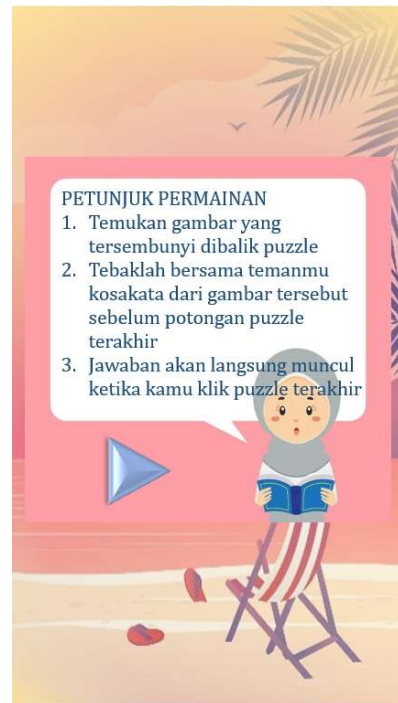 PETUNJUK PERMAINAN
1. Temukan gambar yang
tersembunyi dibalik puzzle
2. Tebaklah bersama temanmu
kosakata dari gambar tersebut
sebelum potongan puzzle
terakhir
3. Jawaban akan langsung muncul
ketika kamu klik puzzle terakhir